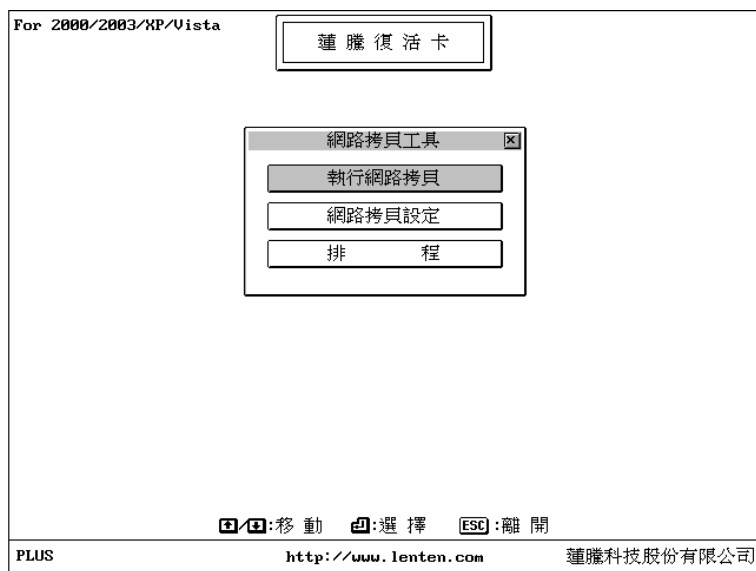 For 2000/2003/XP/Vista
蓮騰復活卡
網路拷貝工具
執行網路拷貝
網路拷貝設定
排 程
:移動 :選擇 ESC:離開
PLUS http://www.lenten.com 蓮騰科技股份有限公司